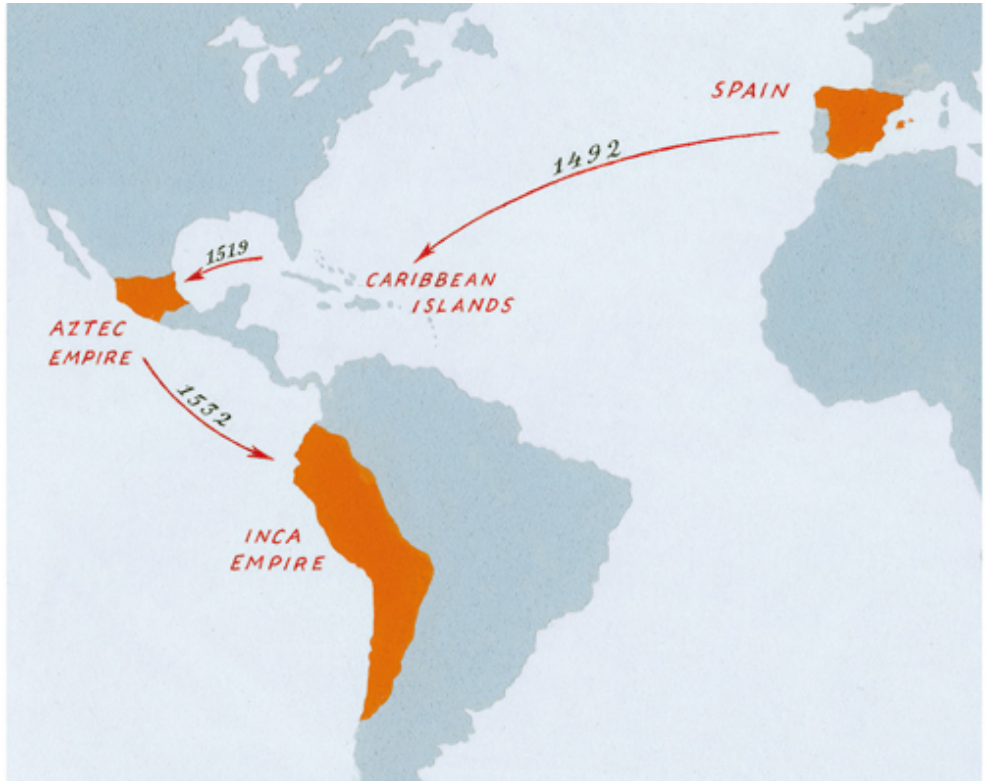 SPAIN
1492
1519
CARIBBEAN
ISLANDS
AZTEC
EMPIRE
1532
INCA
EMPIRE